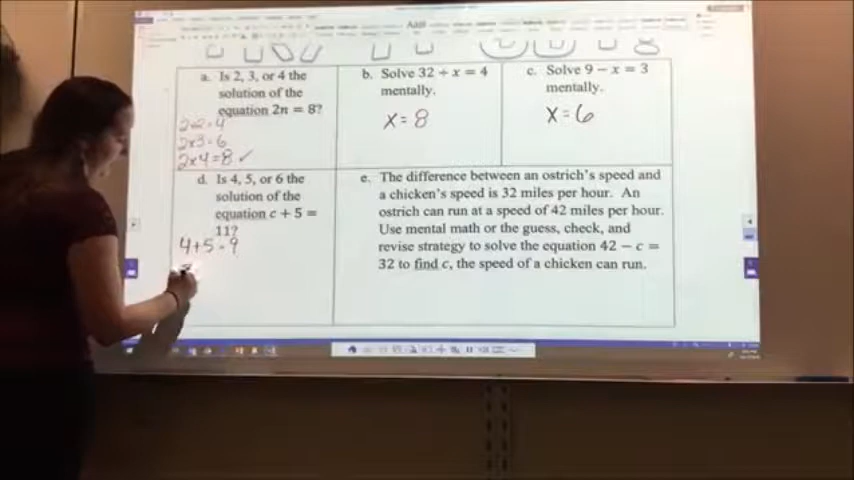 a. Is 2, 3, or 4 the
solution of the
equation 2n = 8?
2×2=4
2×3=6
2×4=8 ✓
b. Solve 32 ÷ x = 4
mentally.
x=8
c. Solve 9 − x = 3
mentally.
x=6
d. Is 4, 5, or 6 the
solution of the
equation c + 5 =
11?
4+5=9
e. The difference between an ostrich's speed and
a chicken's speed is 32 miles per hour. An
ostrich can run at a speed of 42 miles per hour.
Use mental math or the guess, check, and
revise strategy to solve the equation 42 − c =
32 to find c, the speed of a chicken can run.